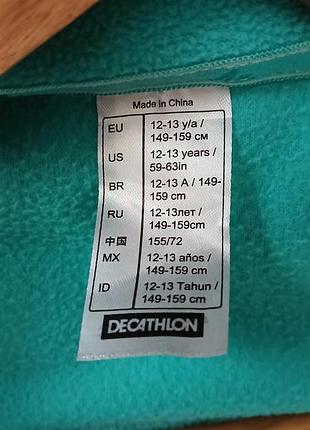 Made in China
EU 12-13 y/a /
149-159 см
US 12-13 years /
59-63in
BR 12-13 A / 149-
159 cm
RU 12-13лет /
149-159cm
中国 155/72
MX 12-13 años /
149-159 cm
ID 12-13 Tahun /
149-159 cm
DECATHLON